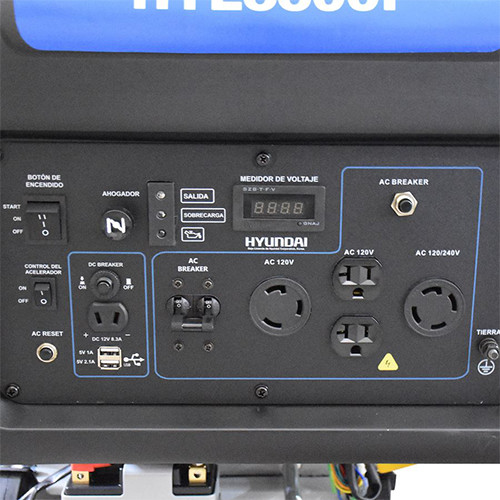 BOTÓN DE
ENCENDIDO
START
ON
OFF
AHOGADOR
SALIDA
SOBRECARGA
MEDIDOR DE VOLTAJE
HYUNDAI
AC BREAKER
CONTROL DEL
ACELERADOR
ON
OFF
DC BREAKER
ON
OFF
AC
BREAKER
AC 120V
AC 120V
AC 120/240V
AC RESET
+ −
DC 12V 8.3A
5V 1A
5V 2.1A
TIERRA